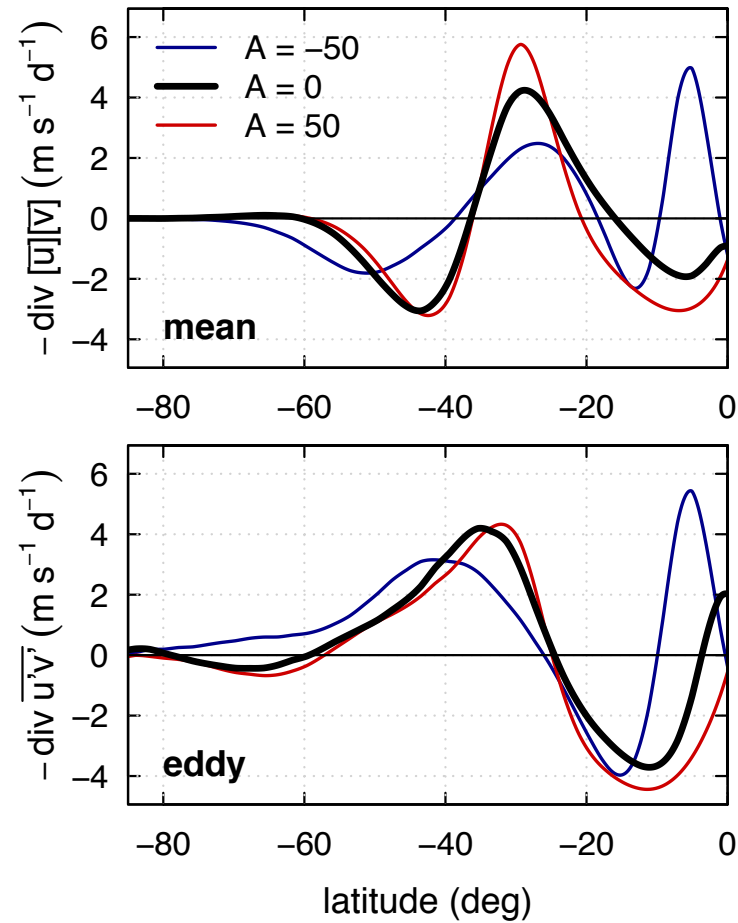 − div [u̅][v̅] (m s⁻¹ d⁻¹)
6
4
2
0
−2
−4
A = −50
A = 0
A = 50
mean
−80 −60 −40 −20 0
− div u̅'̅v̅'̅ (m s⁻¹ d⁻¹)
6
4
2
0
−2
−4
eddy
−80 −60 −40 −20 0
latitude (deg)